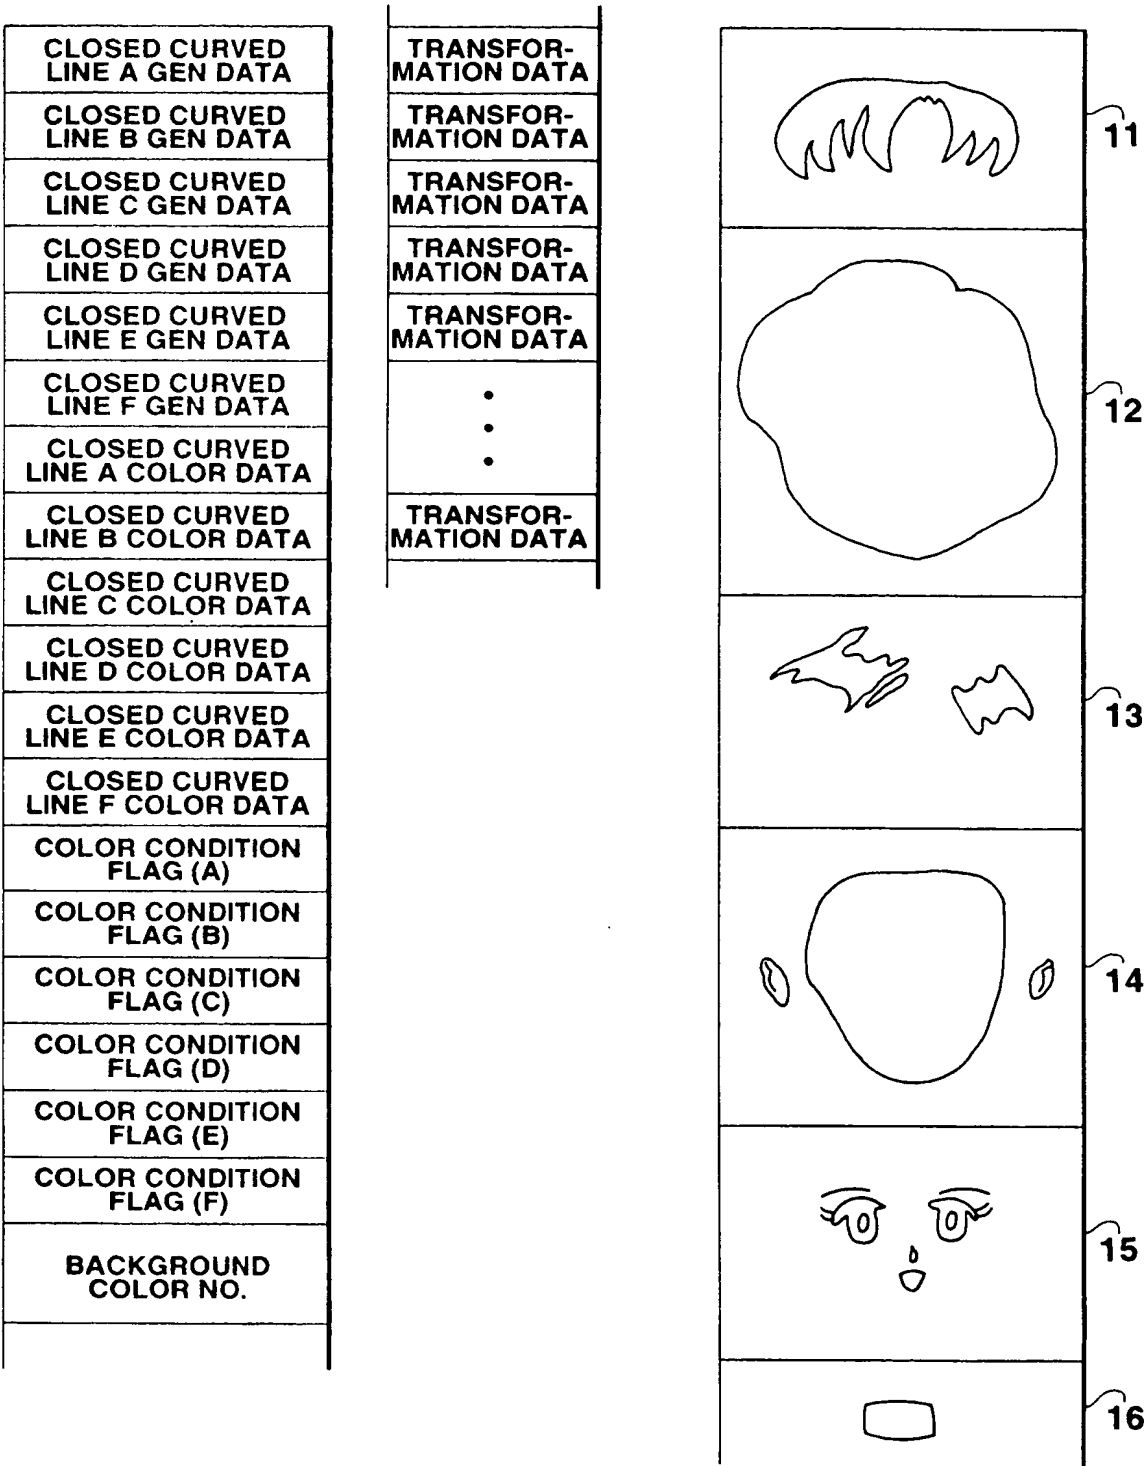 CLOSED CURVED
LINE A GEN DATA
CLOSED CURVED
LINE B GEN DATA
CLOSED CURVED
LINE C GEN DATA
CLOSED CURVED
LINE D GEN DATA
CLOSED CURVED
LINE E GEN DATA
CLOSED CURVED
LINE F GEN DATA
CLOSED CURVED
LINE A COLOR DATA
CLOSED CURVED
LINE B COLOR DATA
CLOSED CURVED
LINE C COLOR DATA
CLOSED CURVED
LINE D COLOR DATA
CLOSED CURVED
LINE E COLOR DATA
CLOSED CURVED
LINE F COLOR DATA
COLOR CONDITION
FLAG (A)
COLOR CONDITION
FLAG (B)
COLOR CONDITION
FLAG (C)
COLOR CONDITION
FLAG (D)
COLOR CONDITION
FLAG (E)
COLOR CONDITION
FLAG (F)
BACKGROUND
COLOR NO.
TRANSFOR-
MATION DATA
TRANSFOR-
MATION DATA
TRANSFOR-
MATION DATA
TRANSFOR-
MATION DATA
TRANSFOR-
MATION DATA
TRANSFOR-
MATION DATA
11
12
13
14
15
16